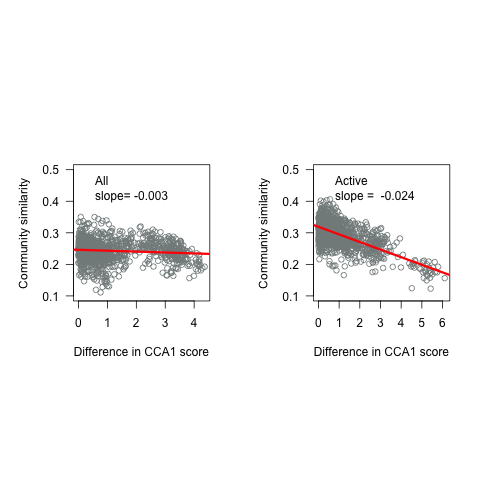 All
slope= -0.003
Community similarity
0.5
0.4
0.3
0.2
0.1
0 1 2 3 4
Difference in CCA1 score
Active
slope = -0.024
Community similarity
0.5
0.4
0.3
0.2
0.1
0 1 2 3 4 5 6
Difference in CCA1 score